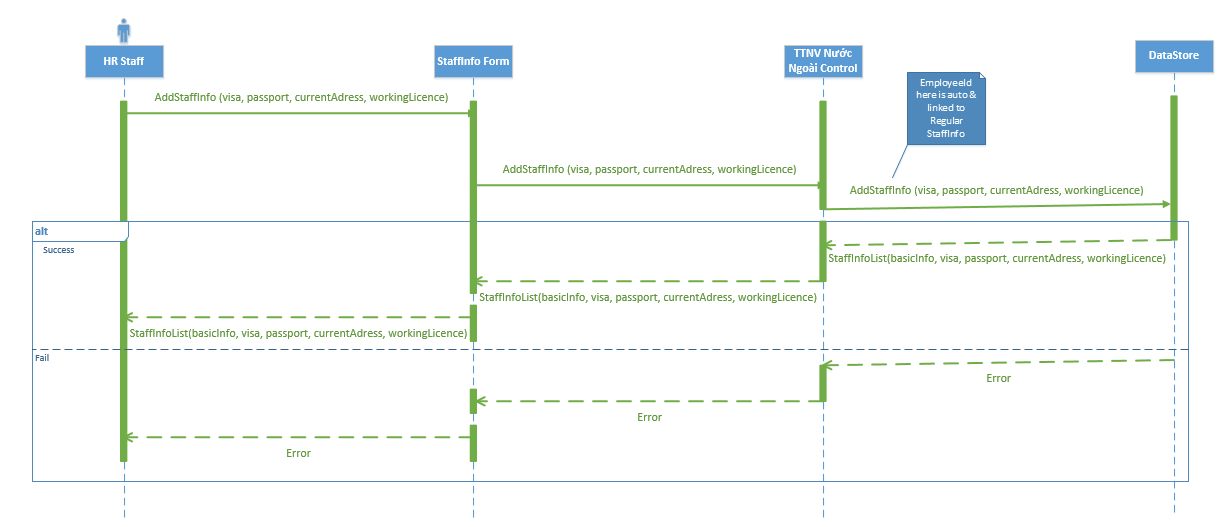 HR Staff
StaffInfo Form
TTNV Nước
Ngoài Control
DataStore
EmployeeId
here is auto &
linked to
Regular
StaffInfo
AddStaffInfo (visa, passport, currentAdress, workingLicence)
AddStaffInfo (visa, passport, currentAdress, workingLicence)
AddStaffInfo (visa, passport, currentAdress, workingLicence)
alt
Success
StaffInfoList(basicInfo, visa, passport, currentAdress, workingLicence)
StaffInfoList(basicInfo, visa, passport, currentAdress, workingLicence)
StaffInfoList(basicInfo, visa, passport, currentAdress, workingLicence)
Fail
Error
Error
Error